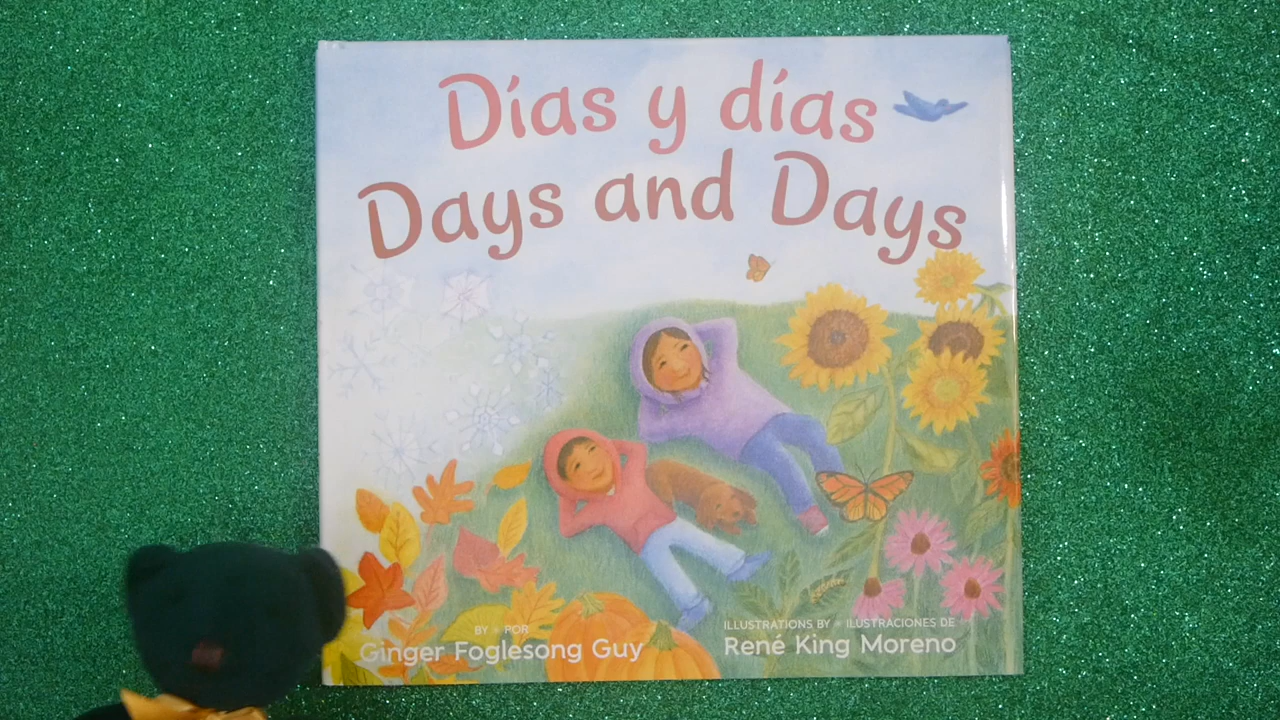 Días y días
Days and Days
BY • POR
Ginger Foglesong Guy
ILLUSTRATIONS BY • ILUSTRACIONES DE
René King Moreno